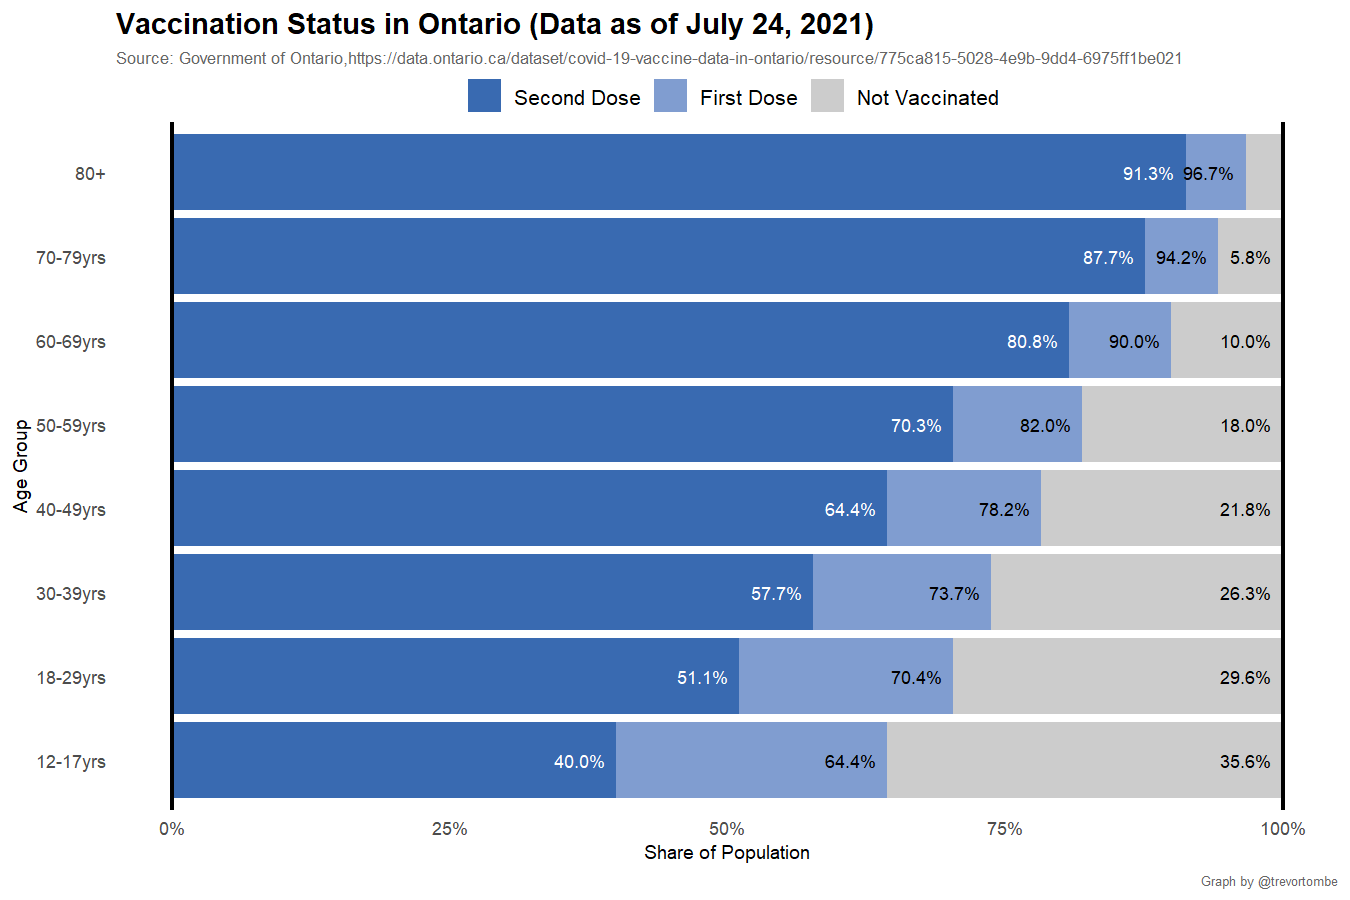 Vaccination Status in Ontario (Data as of July 24, 2021)
Source: Government of Ontario,https://data.ontario.ca/dataset/covid-19-vaccine-data-in-ontario/resource/775ca815-5028-4e9b-9dd4-6975ff1be021
Second Dose First Dose Not Vaccinated
80+ 91.3% 96.7%
70-79yrs 87.7% 94.2% 5.8%
60-69yrs 80.8% 90.0% 10.0%
50-59yrs 70.3% 82.0% 18.0%
Age Group
40-49yrs 64.4% 78.2% 21.8%
30-39yrs 57.7% 73.7% 26.3%
18-29yrs 51.1% 70.4% 29.6%
12-17yrs 40.0% 64.4% 35.6%
0% 25% 50% 75% 100%
Share of Population
Graph by @trevortombe